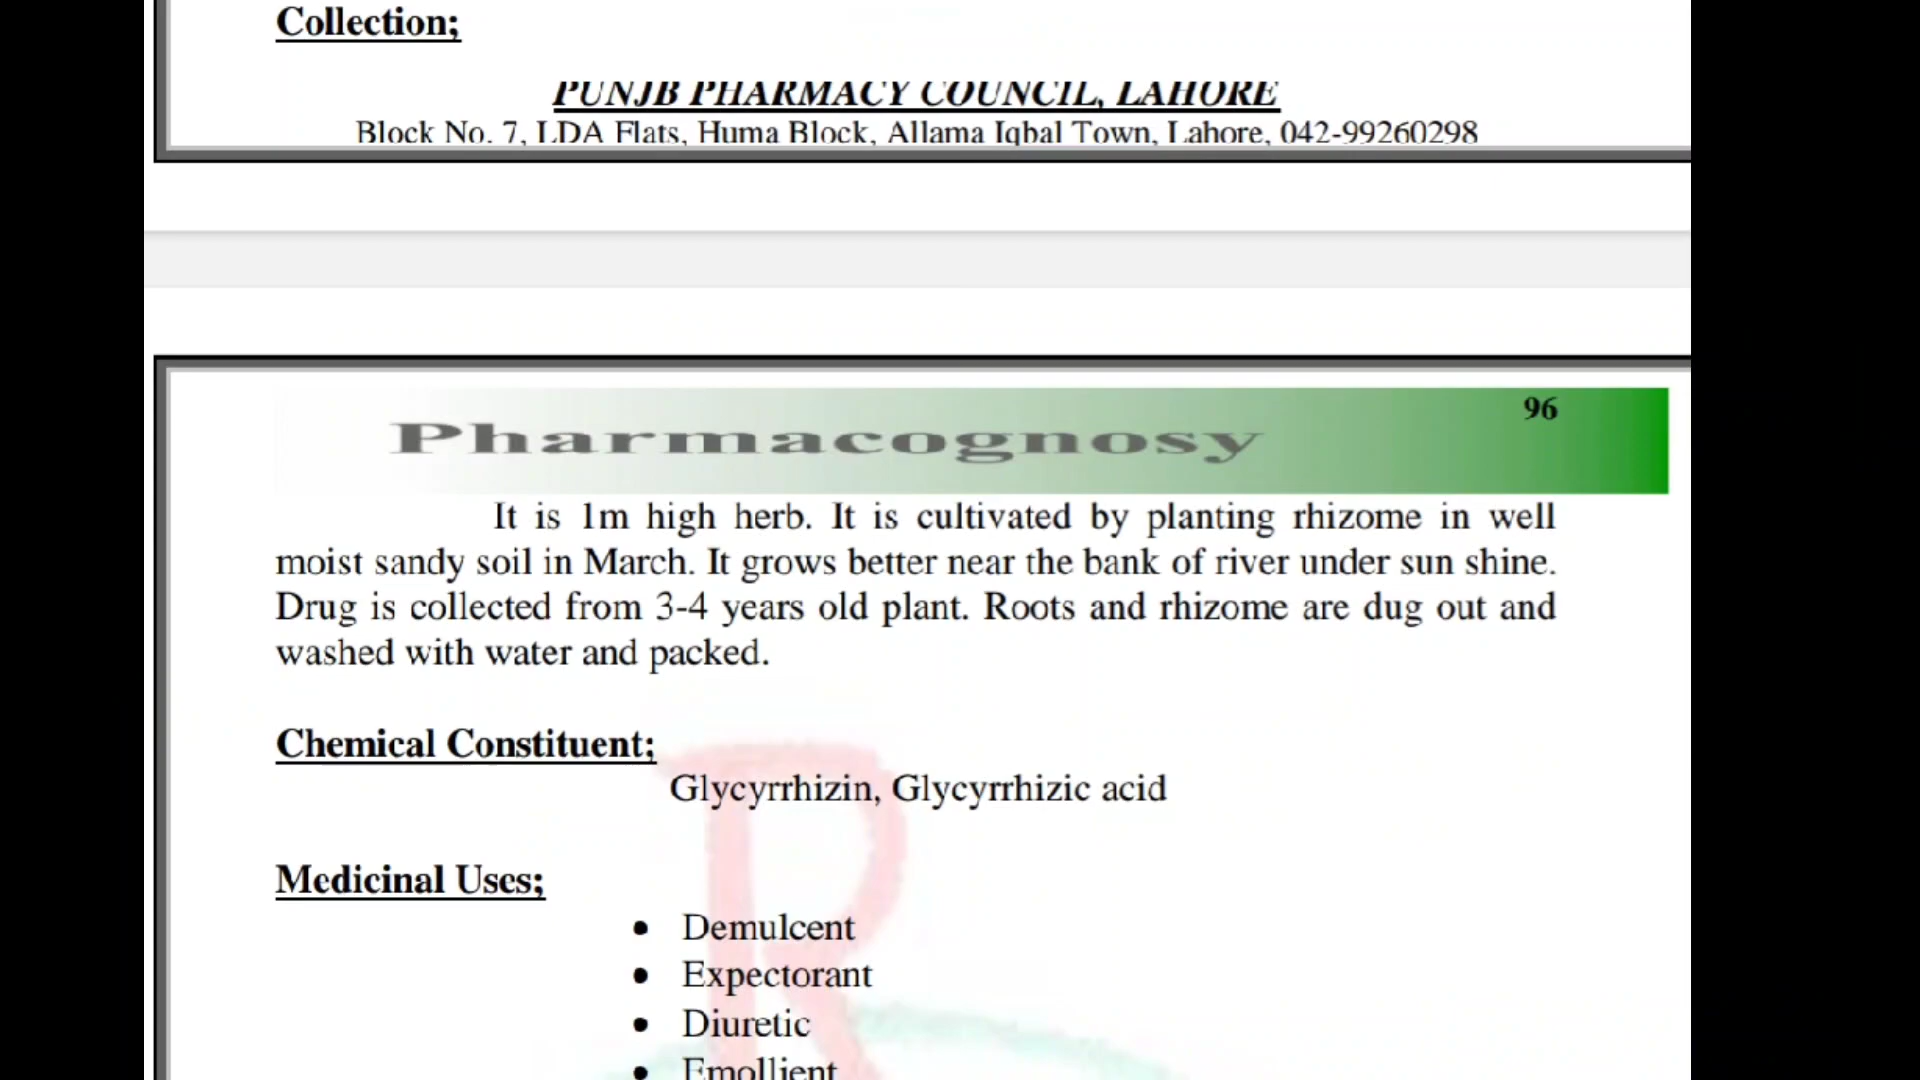 Collection;
PUNJB PHARMACY COUNCIL, LAHORE
Block No. 7, LDA Flats, Huma Block, Allama Iqbal Town, Lahore, 042-99260298
96
Pharmacognosy
It is 1m high herb. It is cultivated by planting rhizome in well
moist sandy soil in March. It grows better near the bank of river under sun shine.
Drug is collected from 3-4 years old plant. Roots and rhizome are dug out and
washed with water and packed.
Chemical Constituent;
Glycyrrhizin, Glycyrrhizic acid
Medicinal Uses;
• Demulcent
• Expectorant
• Diuretic
• Emollient